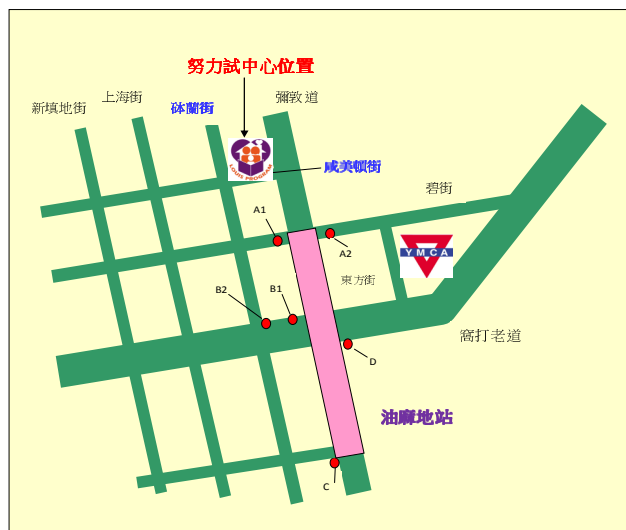 努力試中心位置
上海街
彌敦道
新填地街
砵蘭街
LOUIS PROGRAM
咸美頓街
碧街
A1
A2
YMCA
東方街
B2
B1
窩打老道
D
油麻地站
C